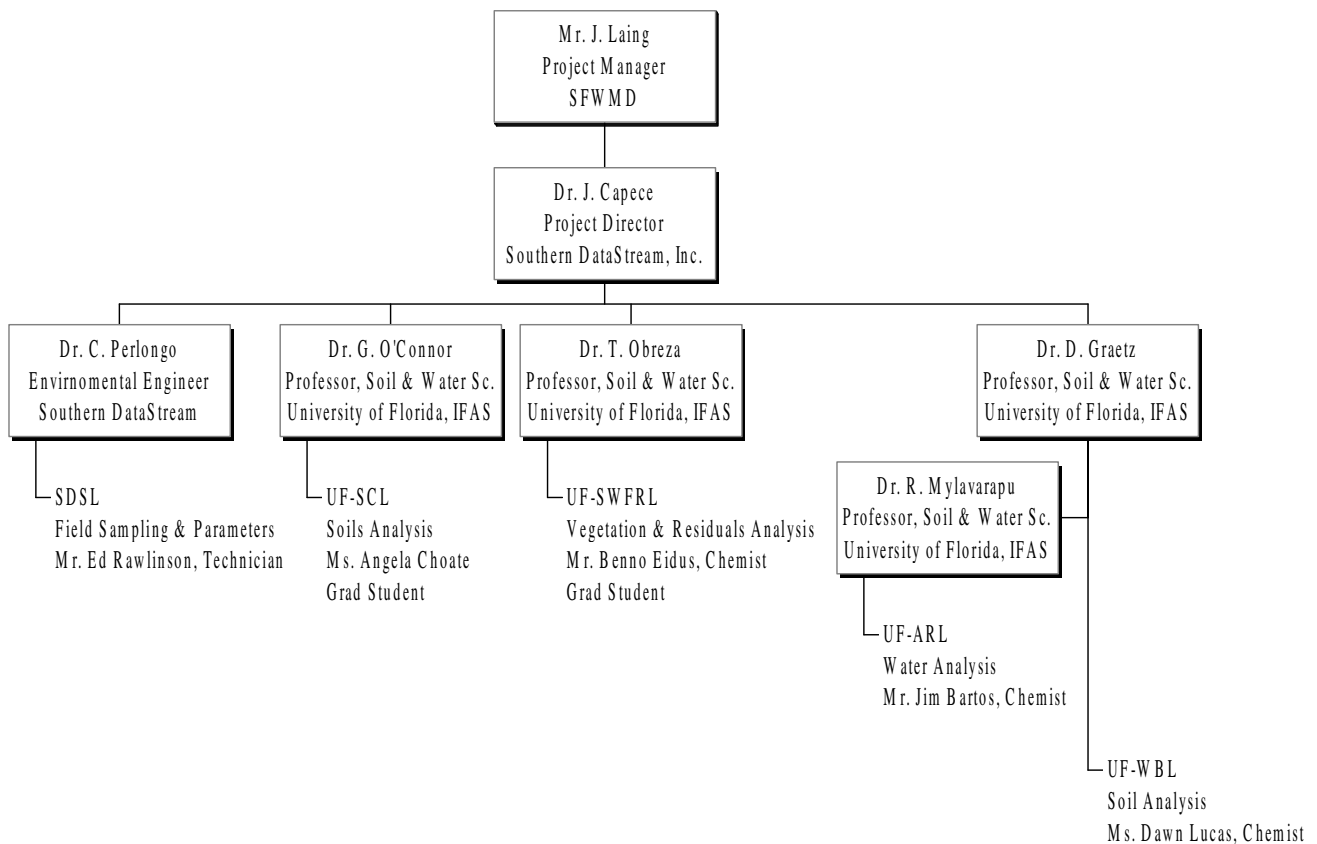 Mr. J. Laing
Project Manager
SFWMD
Dr. J. Capece
Project Director
Southern DataStream, Inc.
Dr. C. Perlongo
Envirnomental Engineer
Southern DataStream
Dr. G. O'Connor
Professor, Soil & Water Sc.
University of Florida, IFAS
Dr. T. Obreza
Professor, Soil & Water Sc.
University of Florida, IFAS
Dr. D. Graetz
Professor, Soil & Water Sc.
University of Florida, IFAS
SDSL
Field Sampling & Parameters
Mr. Ed Rawlinson, Technician
UF-SCL
Soils Analysis
Ms. Angela Choate
Grad Student
UF-SWFRL
Vegetation & Residuals Analysis
Mr. Benno Eidus, Chemist
Grad Student
Dr. R. Mylavarapu
Professor, Soil & Water Sc.
University of Florida, IFAS
UF-ARL
Water Analysis
Mr. Jim Bartos, Chemist
UF-WBL
Soil Analysis
Ms. Dawn Lucas, Chemist